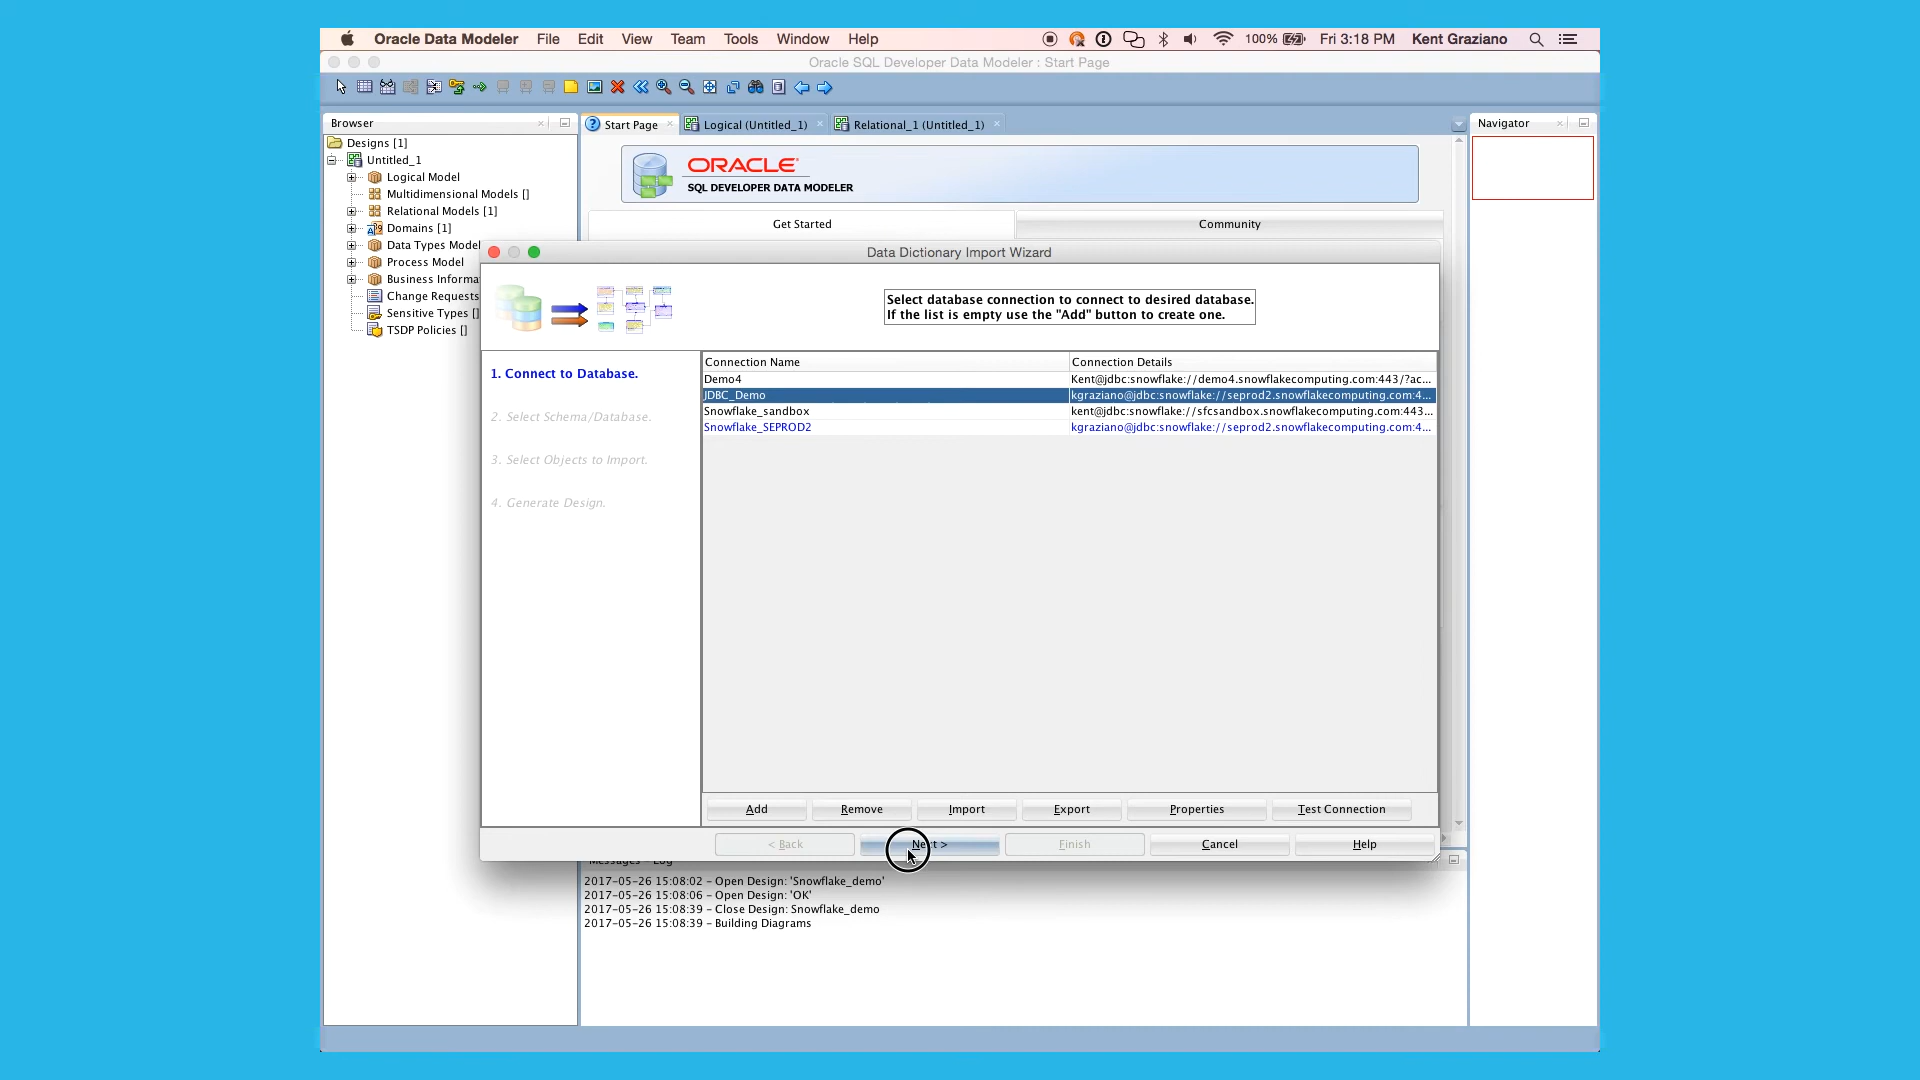 Oracle Data Modeler File Edit View Team Tools Window Help 100% Fri 3:18 PM Kent Graziano
Oracle SQL Developer Data Modeler : Start Page
Browser
Designs [1]
Untitled_1
Logical Model
Multidimensional Models []
Relational Models [1]
Domains [1]
Data Types Model
Process Model
Business Informa
Change Requests
Sensitive Types []
TSDP Policies []
Start Page
Logical (Untitled_1)
Relational_1 (Untitled_1)
Navigator
ORACLE
SQL DEVELOPER DATA MODELER
Get Started
Community
Data Dictionary Import Wizard
Select database connection to connect to desired database.
If the list is empty use the "Add" button to create one.
1. Connect to Database.
2. Select Schema/Database.
3. Select Objects to Import.
4. Generate Design.
Connection Name Connection Details
Demo4 Kent@jdbc:snowflake://demo4.snowflakecomputing.com:443/?ac...
JDBC_Demo kgraziano@jdbc:snowflake://seprod2.snowflakecomputing.com:4...
Snowflake_sandbox kent@jdbc:snowflake://sfcsandbox.snowflakecomputing.com:443...
Snowflake_SEPROD2 kgraziano@jdbc:snowflake://seprod2.snowflakecomputing.com:4...
Add Remove Import Export Properties Test Connection
< Back Next > Finish Cancel Help
Messages - Log
2017-05-26 15:08:02 - Open Design: 'Snowflake_demo'
2017-05-26 15:08:06 - Open Design: 'OK'
2017-05-26 15:08:39 - Close Design: Snowflake_demo
2017-05-26 15:08:39 - Building Diagrams